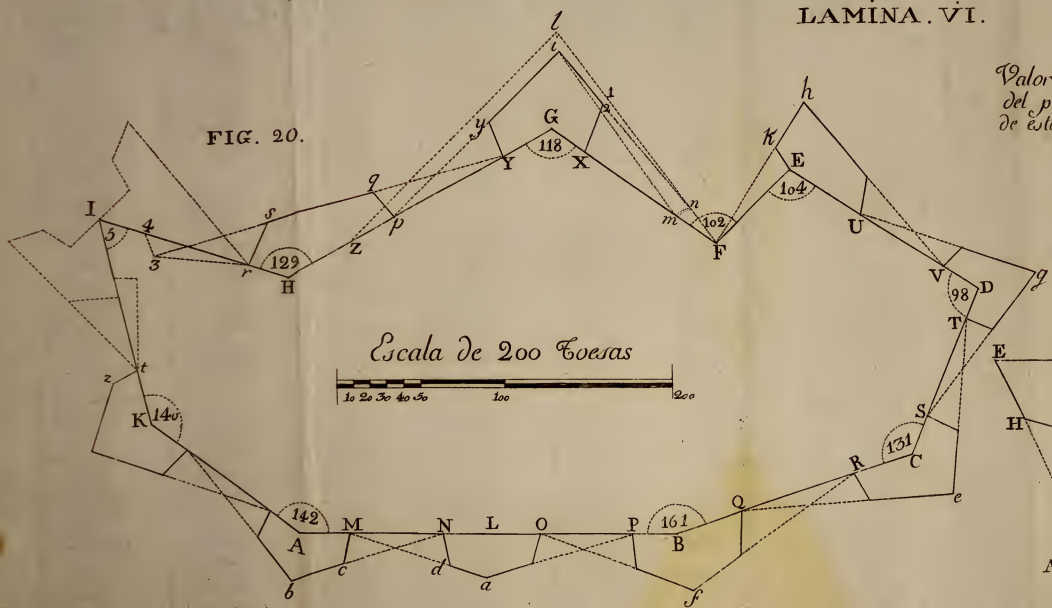 LAMINA. VI.
Valor
del p
de esta
FIG. 20.
l
i
1
2
y
G
118
Y
X
h
k
E
104
q
p
Z
s
n
m
102
F
U
I
4
5
3
r
129
H
V
D
98
g
T
E
Escala de 200 Toesas
10 20 30 40 50 100 200
z
t
K
140
H
S
131
C
R
e
142
A
M
N
L
O
P
161
B
Q
c
d
a
b
f
A